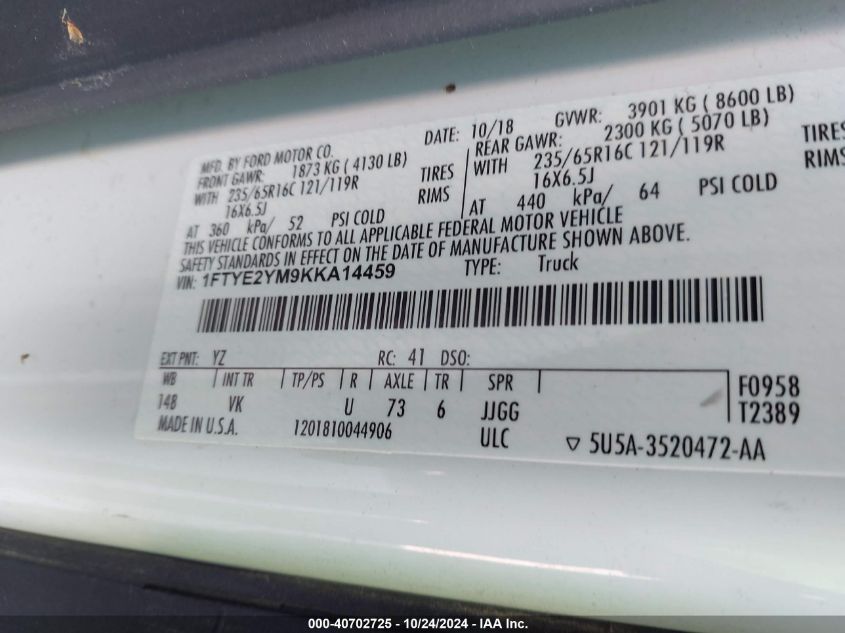 MFD. BY FORD MOTOR CO.
DATE: 10/18
GVWR: 3901 KG ( 8600 LB)
FRONT GAWR: 1873 KG ( 4130 LB)
REAR GAWR: 2300 KG ( 5070 LB)
WITH 235/65R16C 121/119R TIRES
WITH 235/65R16C 121/119R TIRES
16X6.5J RIMS
16X6.5J RIMS
AT 360 kPa/ 52 PSI COLD
AT 440 kPa/ 64 PSI COLD
THIS VEHICLE CONFORMS TO ALL APPLICABLE FEDERAL MOTOR VEHICLE
SAFETY STANDARDS IN EFFECT ON THE DATE OF MANUFACTURE SHOWN ABOVE.
VIN: 1FTYE2YM9KKA14459 TYPE: Truck
EXT PNT: YZ RC: 41 DSO:
WB INT TR TP/PS R AXLE TR SPR F0958
148 VK U 73 6 JJGG T2389
MADE IN U.S.A. 1201810044906 ULC 5U5A-3520472-AA
000-40702725 - 10/24/2024 - IAA Inc.